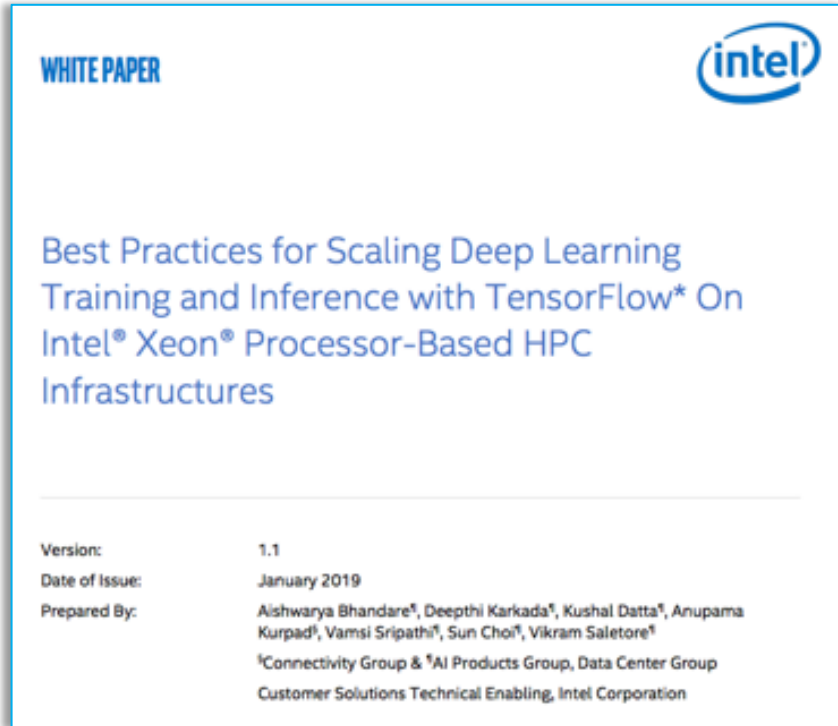 WHITE PAPER
intel
Best Practices for Scaling Deep Learning
Training and Inference with TensorFlow* On
Intel® Xeon® Processor-Based HPC
Infrastructures
Version: 1.1
Date of Issue: January 2019
Prepared By: Aishwarya Bhandare¶, Deepthi Karkada¶, Kushal Datta¶, Anupama
Kurpad§, Vamsi Sripathi¶, Sun Choi¶, Vikram Saletore¶
§Connectivity Group & ¶AI Products Group, Data Center Group
Customer Solutions Technical Enabling, Intel Corporation